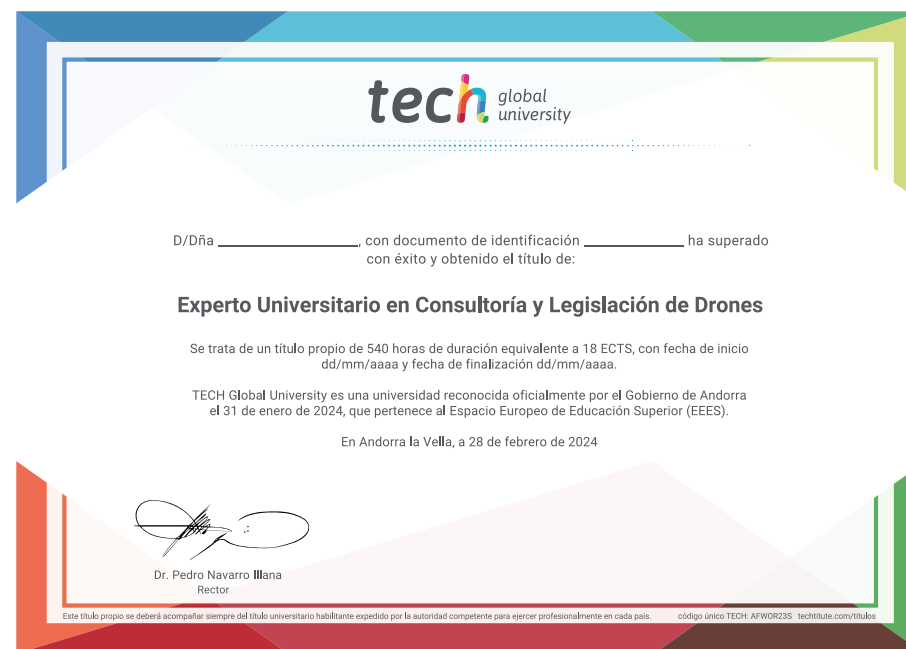 tech global university
D/Dña ____________________, con documento de identificación ______________ ha superado
con éxito y obtenido el título de:
Experto Universitario en Consultoría y Legislación de Drones
Se trata de un título propio de 540 horas de duración equivalente a 18 ECTS, con fecha de inicio
dd/mm/aaaa y fecha de finalización dd/mm/aaaa.
TECH Global University es una universidad reconocida oficialmente por el Gobierno de Andorra
el 31 de enero de 2024, que pertenece al Espacio Europeo de Educación Superior (EEES).
En Andorra la Vella, a 28 de febrero de 2024
Dr. Pedro Navarro Illana
Rector
Este título propio se deberá acompañar siempre del título universitario habilitante expedido por la autoridad competente para ejercer profesionalmente en cada país. código único TECH: AFWOR23S techtitute.com/titulos